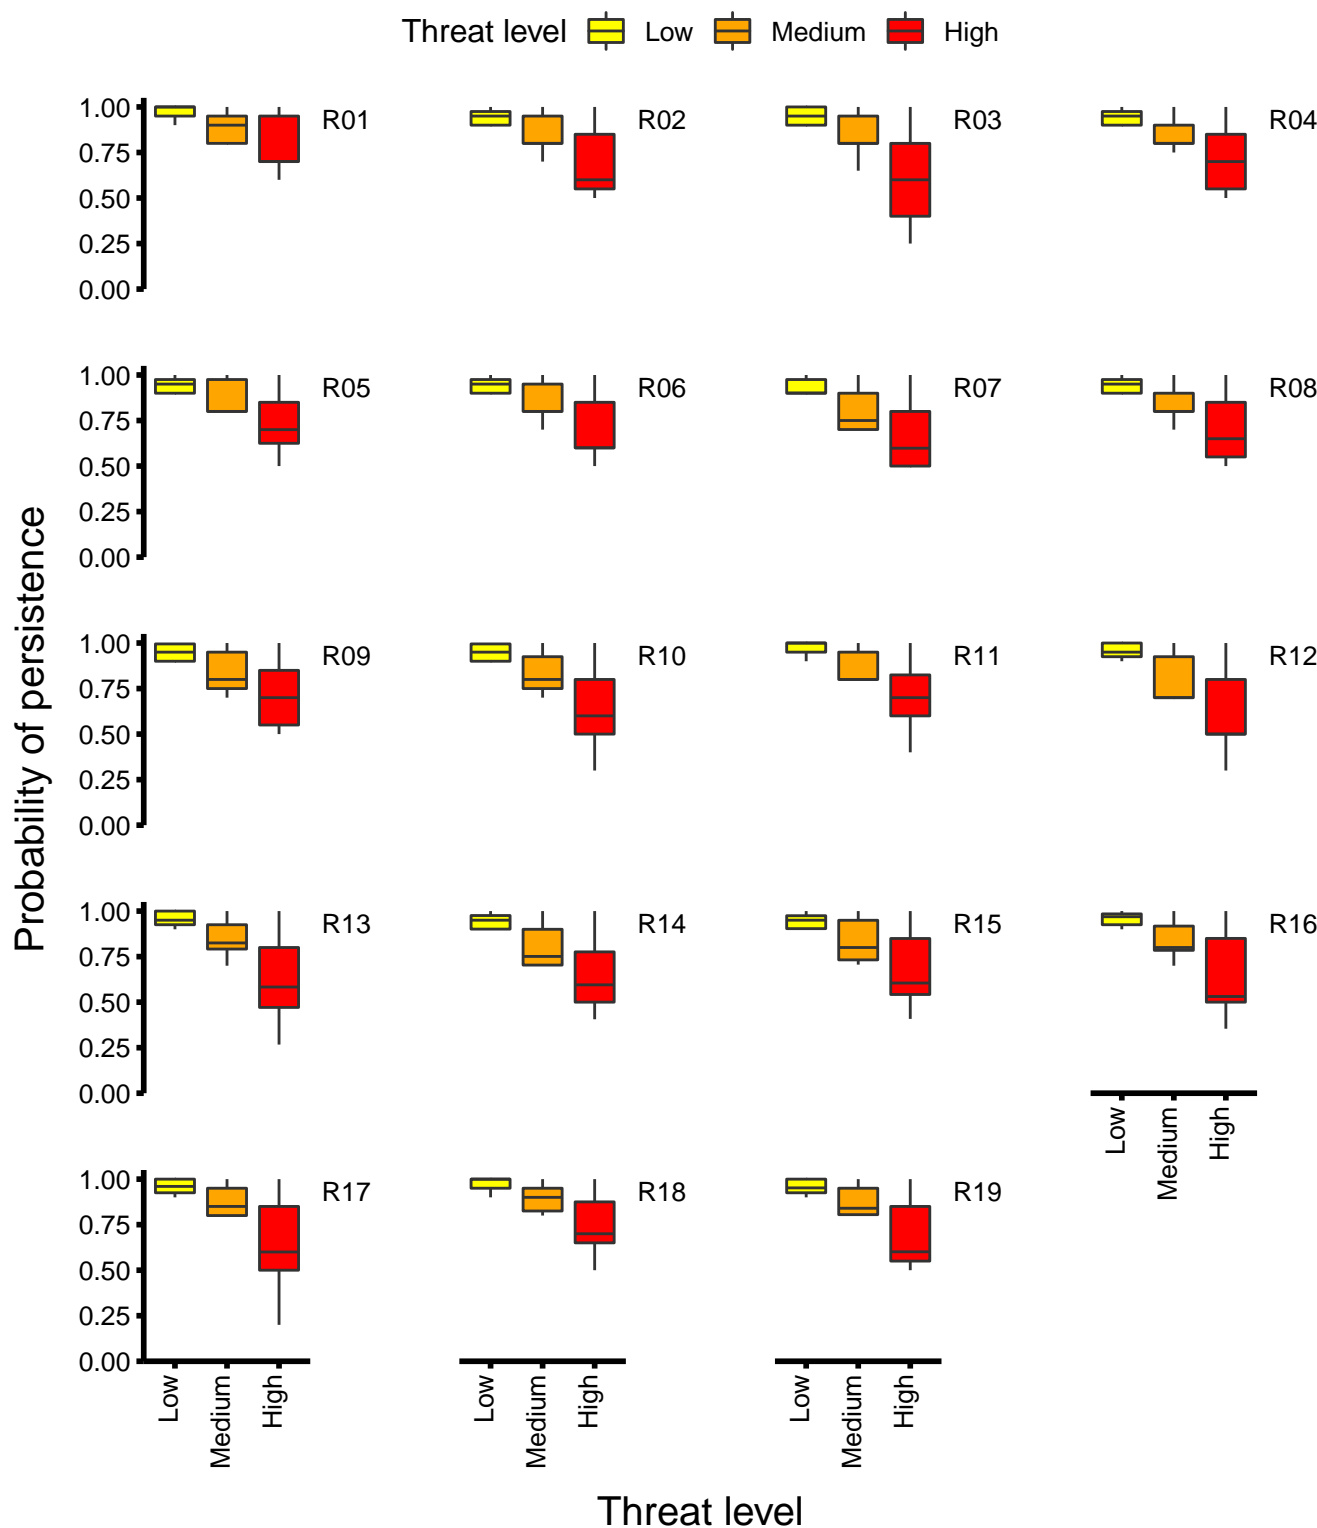 Threat level Low Medium High
1.00 R01 R02 R03 R04
0.75
0.50
0.25
0.00
1.00 R05 R06 R07 R08
0.75
0.50
0.25
0.00
Probability of persistence
1.00 R09 R10 R11 R12
0.75
0.50
0.25
0.00
1.00 R13 R14 R15 R16
0.75
0.50
0.25
0.00
Low Medium High
1.00 R17 R18 R19
0.75
0.50
0.25
0.00
Low Medium High Low Medium High Low Medium High
Threat level